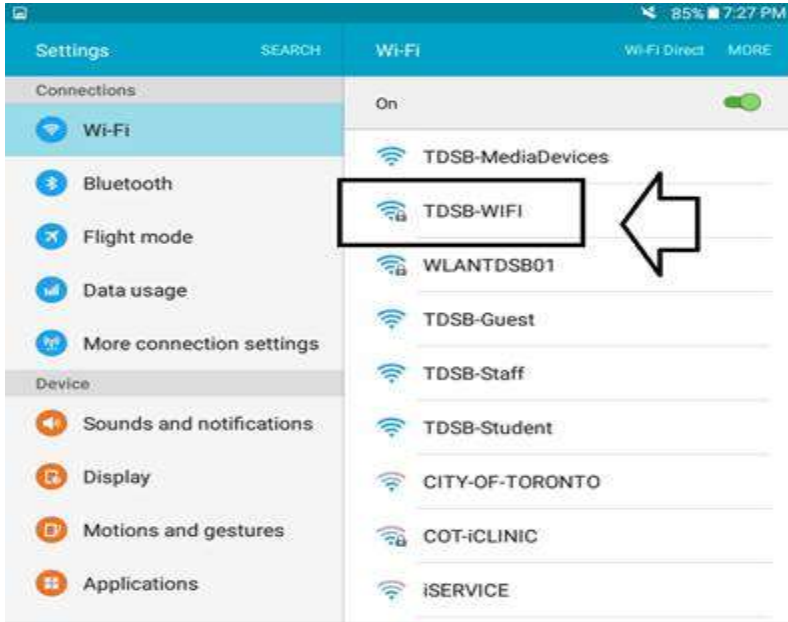 85% 7:27 PM
Settings SEARCH
Connections
Wi-Fi
Bluetooth
Flight mode
Data usage
More connection settings
Device
Sounds and notifications
Display
Motions and gestures
Applications
Wi-Fi Wi-Fi Direct MORE
On
TDSB-MediaDevices
TDSB-WIFI
WLANTDSB01
TDSB-Guest
TDSB-Staff
TDSB-Student
CITY-OF-TORONTO
COT-iCLINIC
iSERVICE